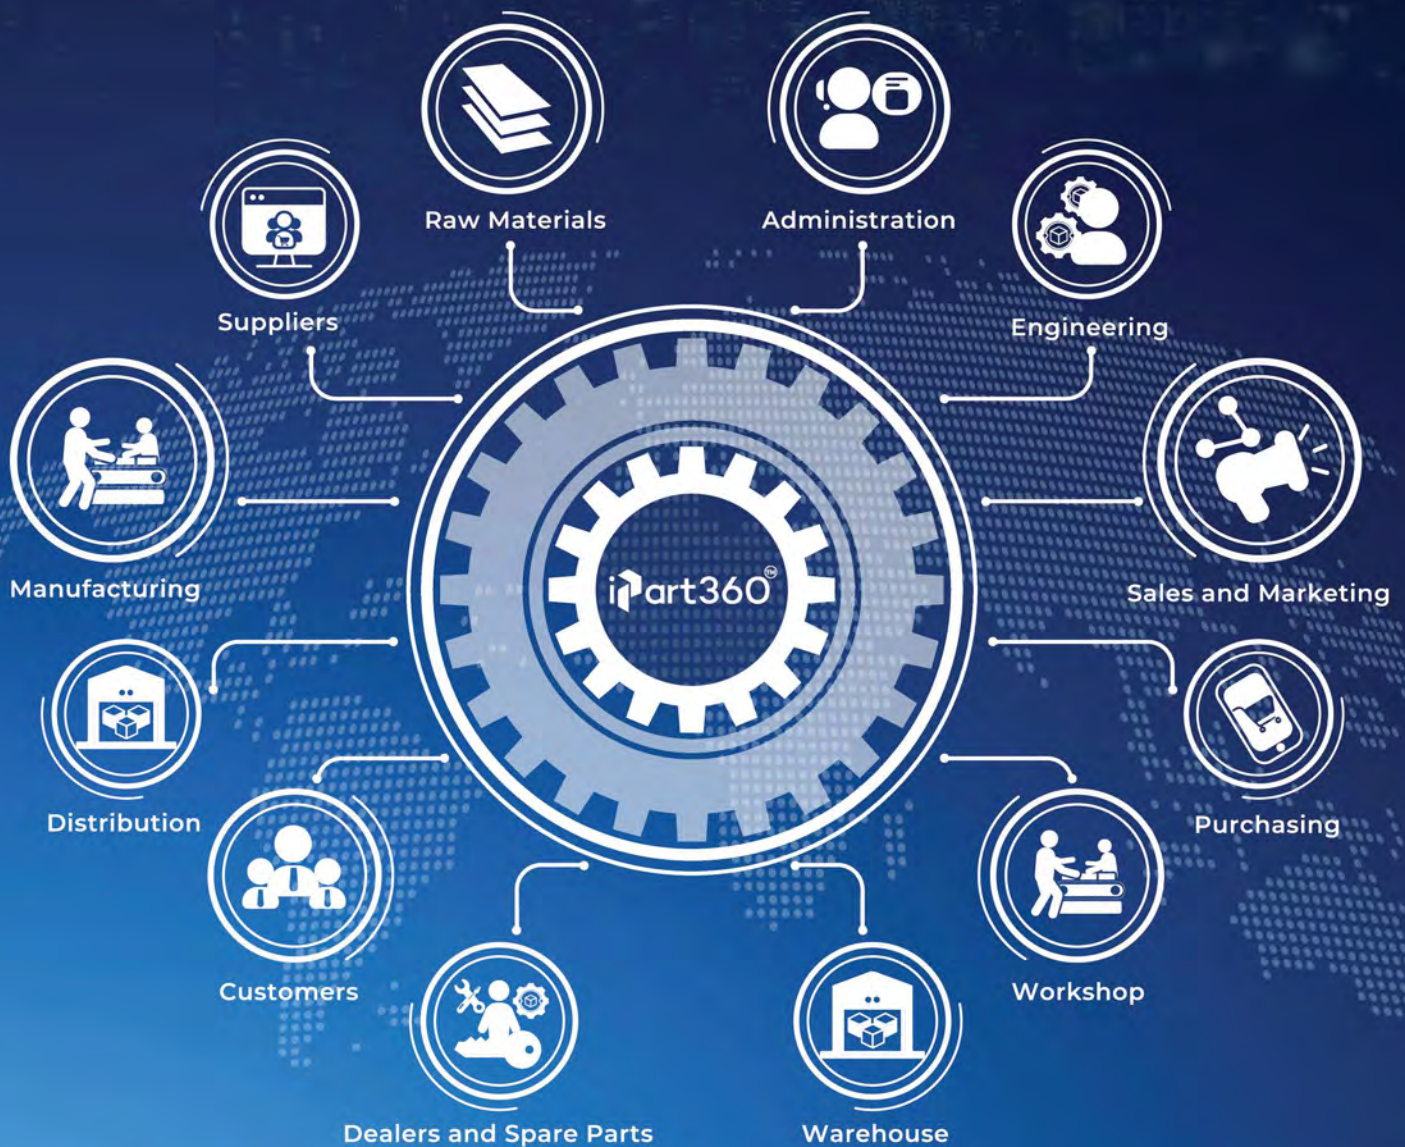 Raw Materials
Administration
Suppliers
Engineering
Manufacturing
iPart360™
Sales and Marketing
Distribution
Purchasing
Customers
Workshop
Dealers and Spare Parts
Warehouse